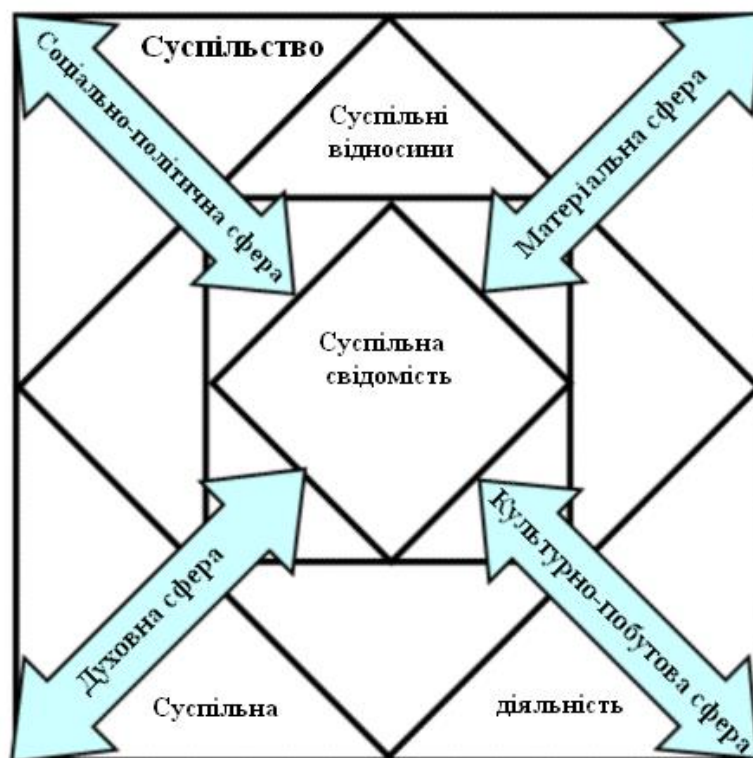 Суспільство
Соціально-політична сфера
Матеріальна сфера
Суспільні
відносини
Суспільна
свідомість
Духовна сфера
Культурно-побутова сфера
Суспільна діяльність